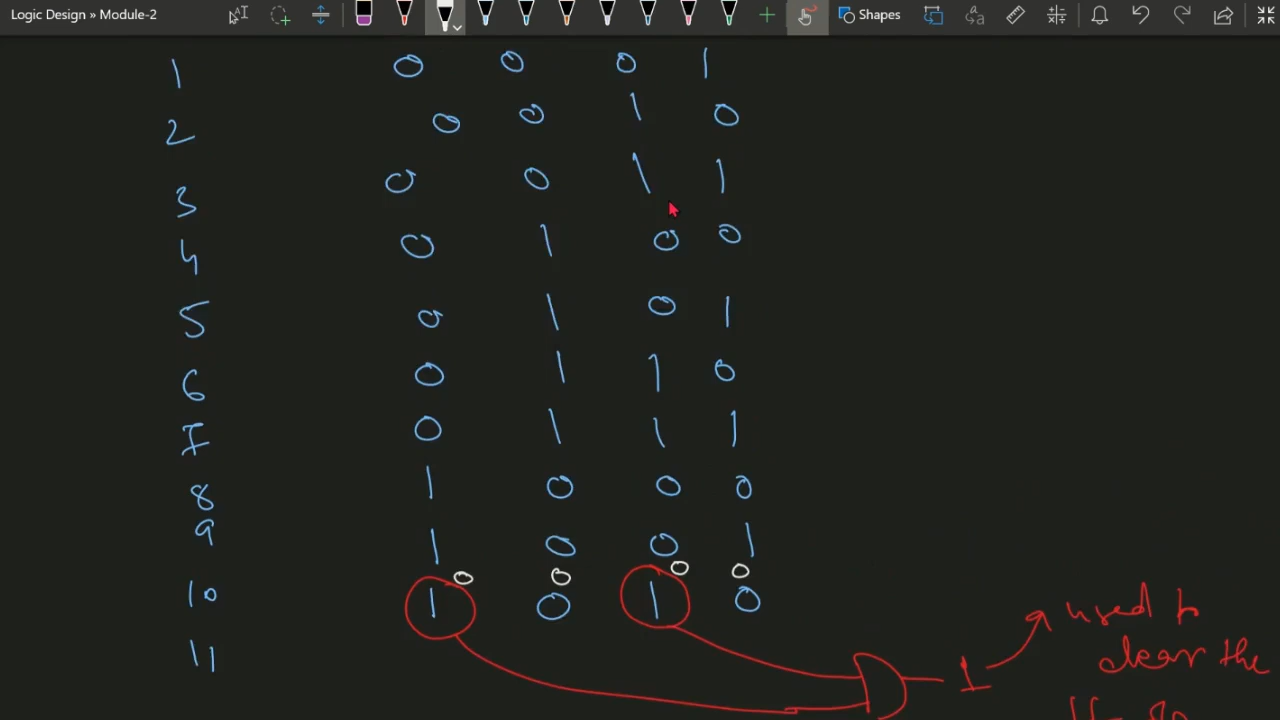 Logic Design » Module-2
Shapes
1 0 0 0 1
2 0 0 1 0
3 0 0 1 1
4 0 1 0 0
5 0 1 0 1
6 0 1 1 0
7 0 1 1 1
8 1 0 0 0
9 1 0 0 1
0 0 0 0
10 1 0 1 0
11
1
used to
clear the